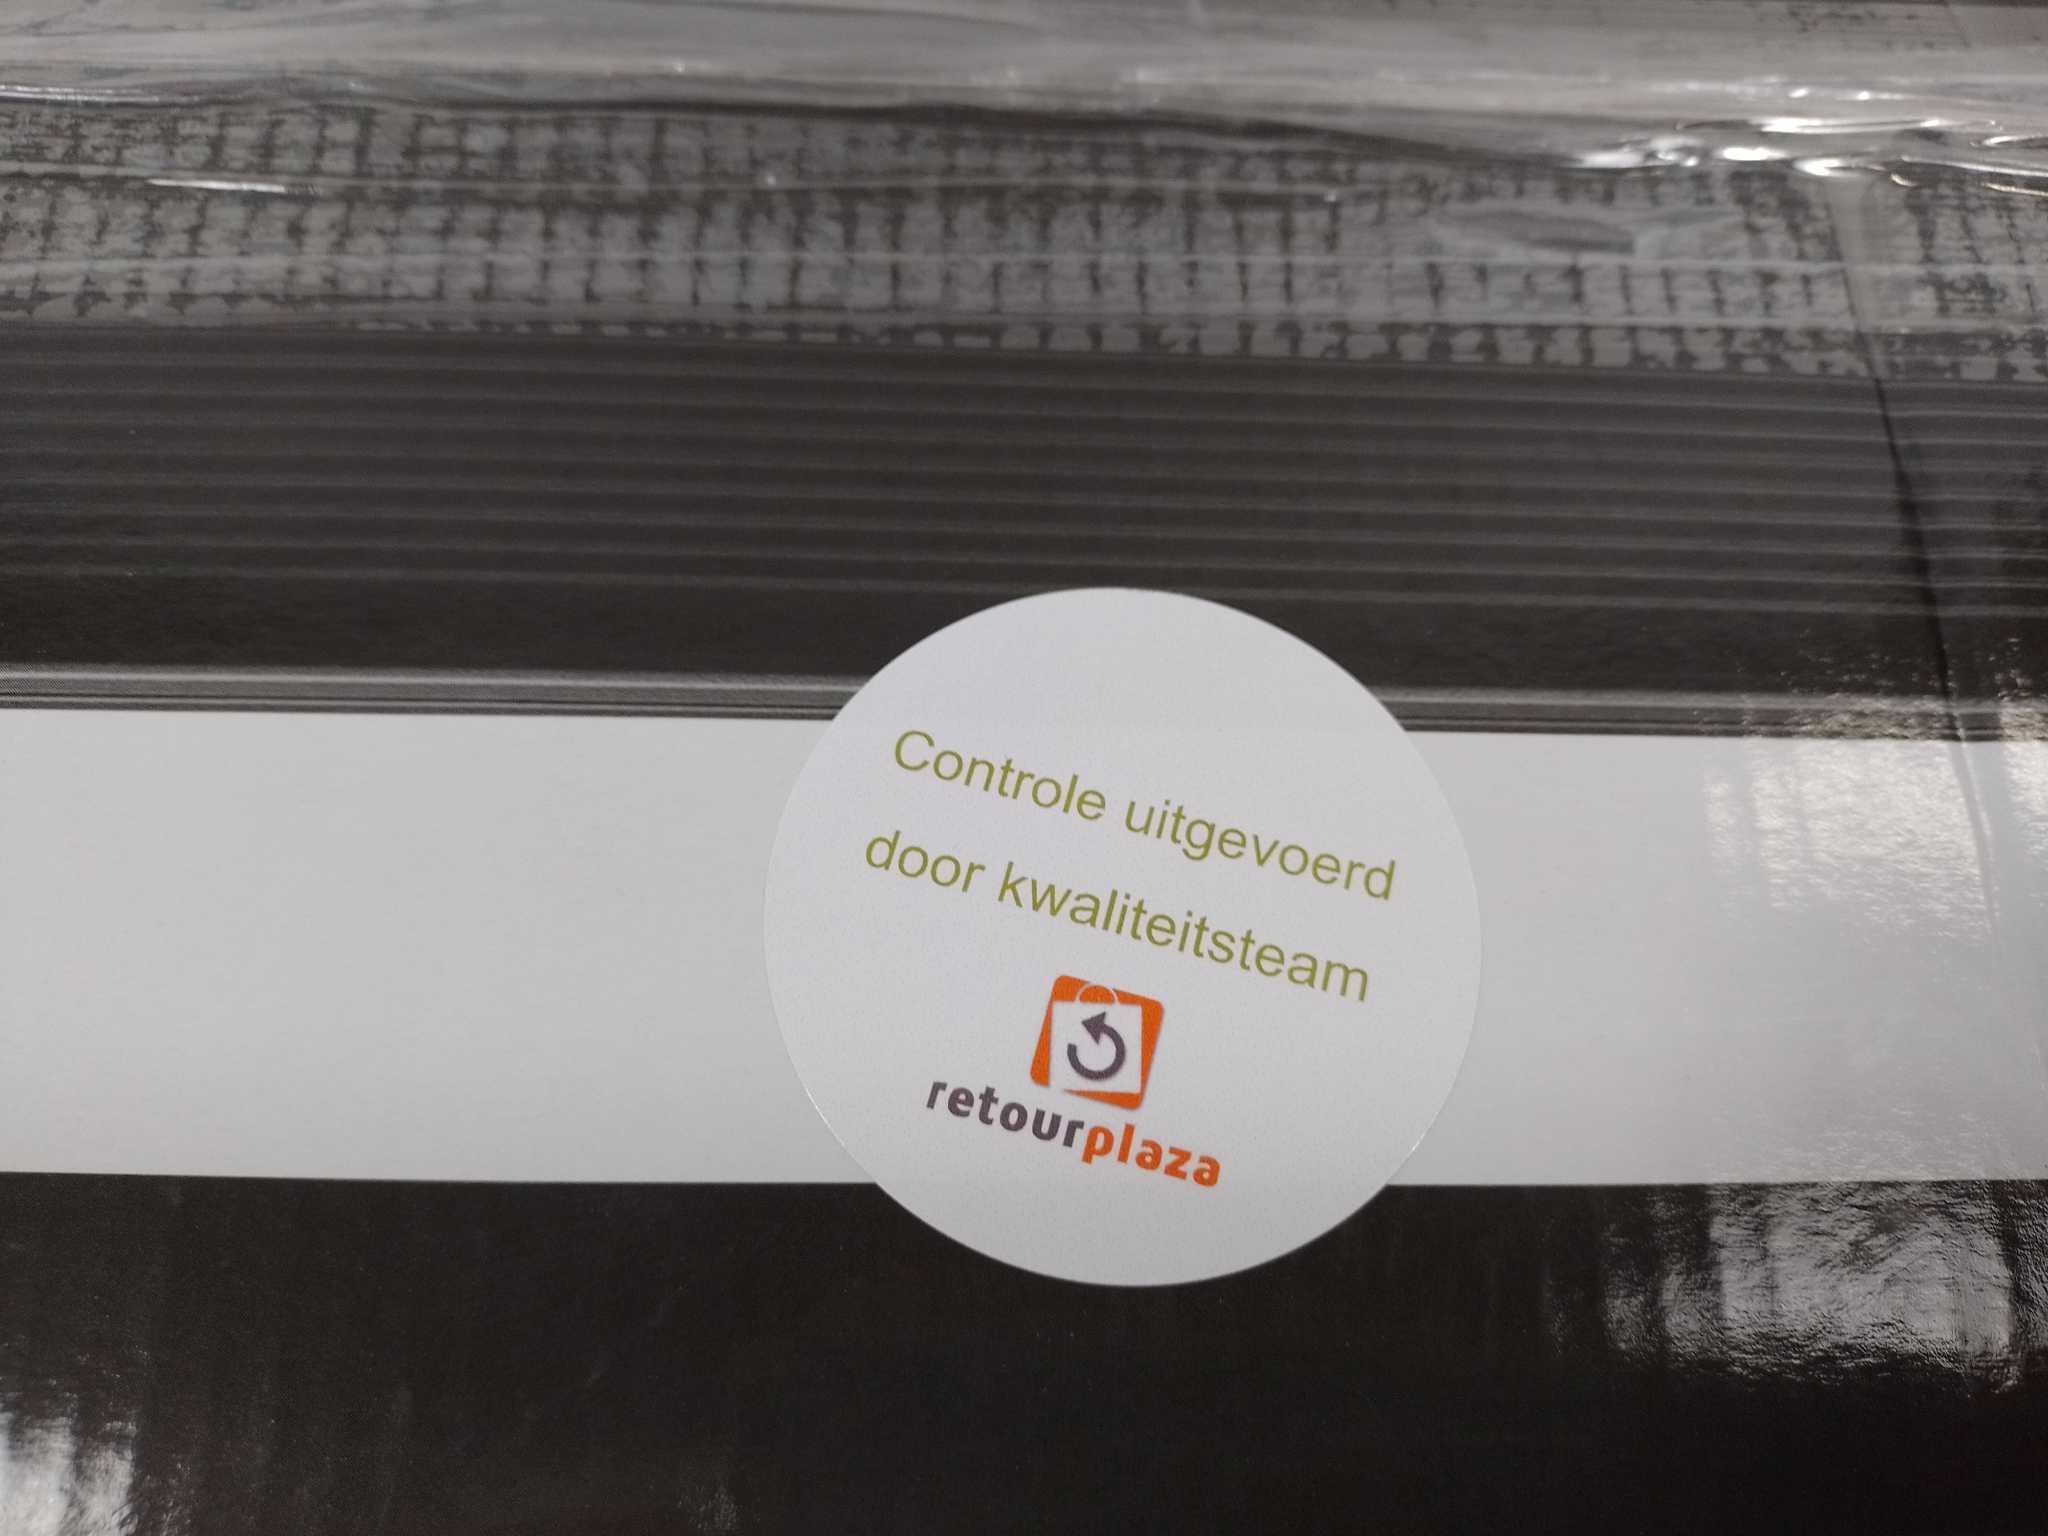 Controle uitgevoerd
door kwaliteitsteam
retourplaza